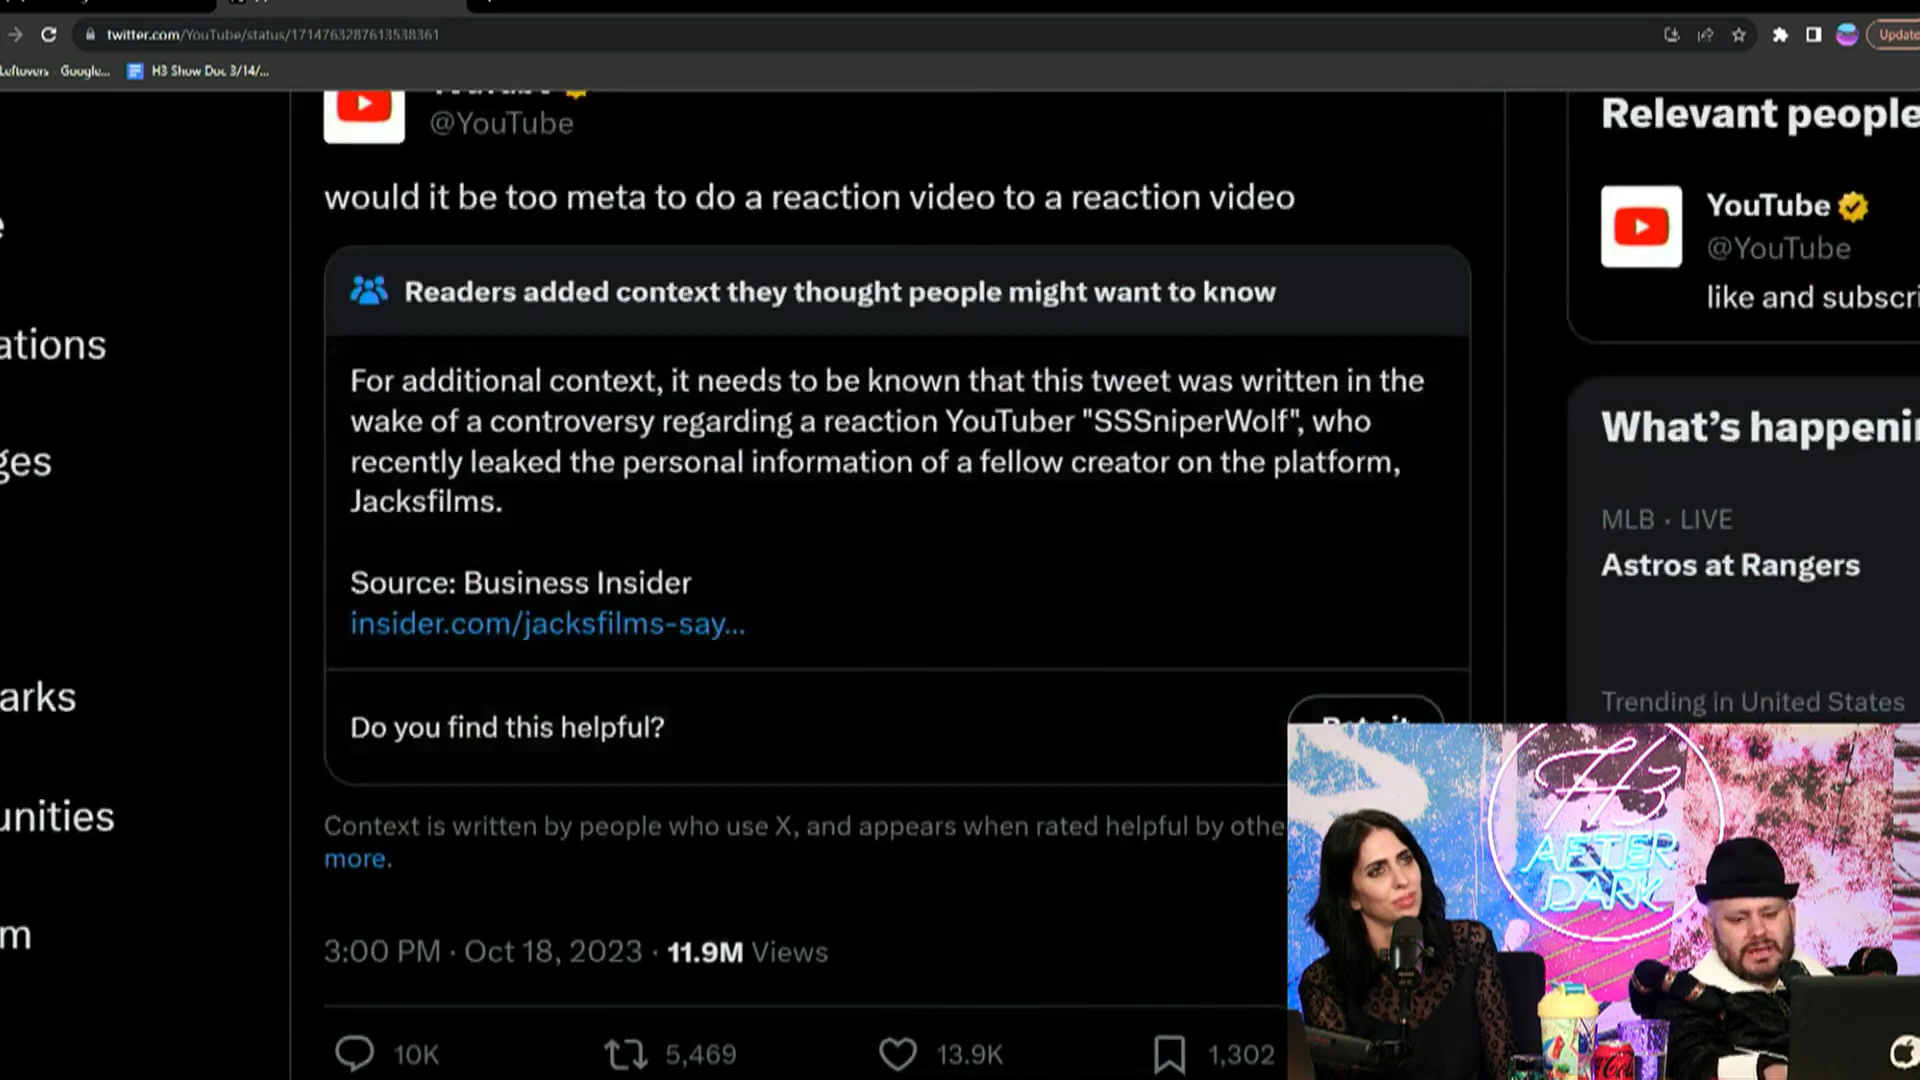 twitter.com/YouTube/status/1714763287613538361
Update
Leftovers - Google...
H3 Show Doc 3/14/...
@YouTube
would it be too meta to do a reaction video to a reaction video
Readers added context they thought people might want to know
For additional context, it needs to be known that this tweet was written in the
wake of a controversy regarding a reaction YouTuber "SSSniperWolf", who
recently leaked the personal information of a fellow creator on the platform,
Jacksfilms.
Source: Business Insider
insider.com/jacksfilms-say...
Do you find this helpful?
Context is written by people who use X, and appears when rated helpful by othe
more.
3:00 PM · Oct 18, 2023 · 11.9M Views
10K
5,469
13.9K
1,302
ations
ges
arks
unities
m
Relevant people
YouTube
@YouTube
like and subscri
What's happenin
MLB · LIVE
Astros at Rangers
Trending in United States
H3
AFTER
DARK